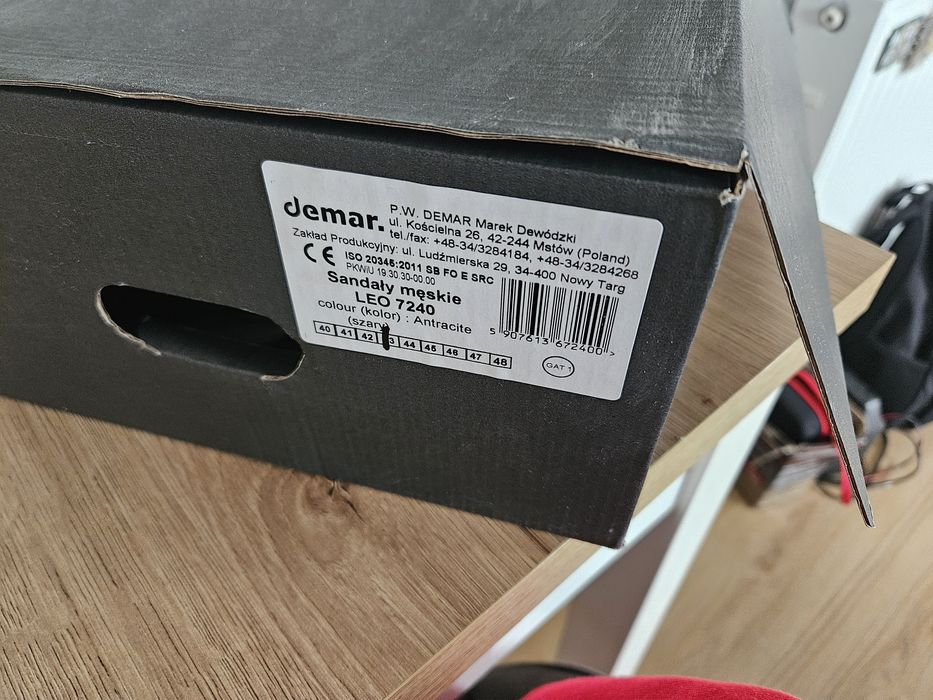 demar.
P.W. DEMAR Marek Dewódzki
ul. Kościelna 26, 42-244 Mstów (Poland)
tel./fax: +48-34/3284184, +48-34/3284268
Zakład Produkcyjny: ul. Ludźmierska 29, 34-400 Nowy Targ
CE ISO 20345:2011 SB FO E SRC
PKWiU 19.30.30-00.00
Sandały męskie
LEO 7240
colour (kolor) : Antracite
(szary)
40 41 42 3 44 45 46 47 48
5 907613 672400 >
GAT 1